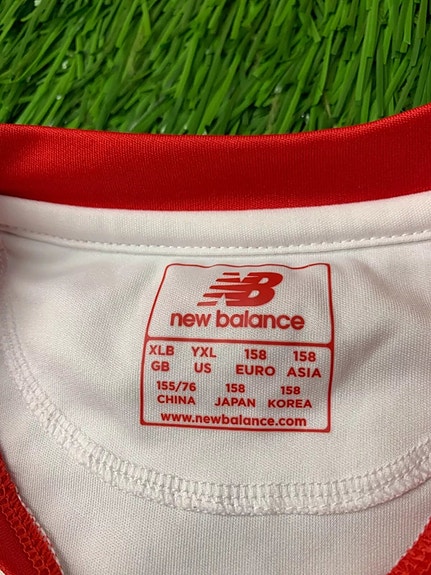 NB
new balance
XLB YXL 158 158
GB US EURO ASIA
155/76 158 158
CHINA JAPAN KOREA
www.newbalance.com